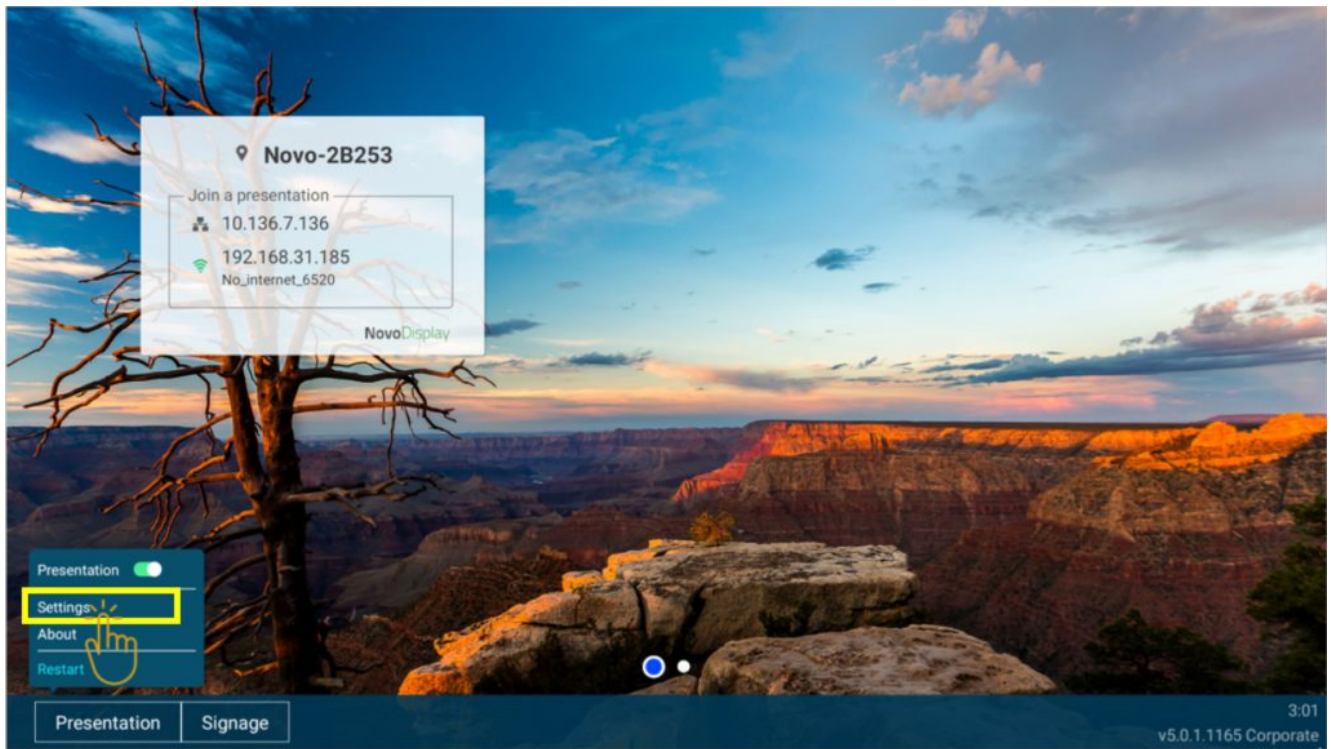 Novo-2B253
Join a presentation
10.136.7.136
192.168.31.185
No_internet_6520
NovoDisplay
Presentation
Settings
About
Restart
Presentation
Signage
3:01
v5.0.1.1165 Corporate